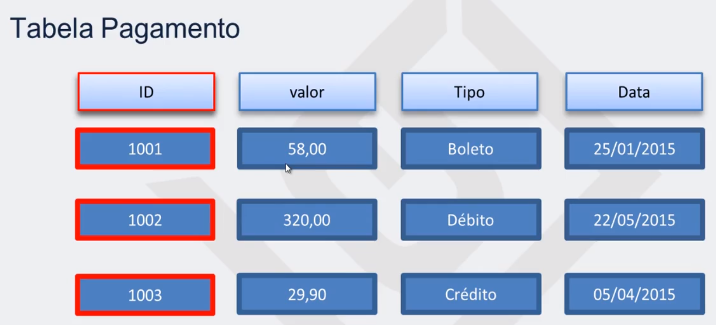 Tabela Pagamento
ID valor Tipo Data
1001 58,00 Boleto 25/01/2015
1002 320,00 Débito 22/05/2015
1003 29,90 Crédito 05/04/2015